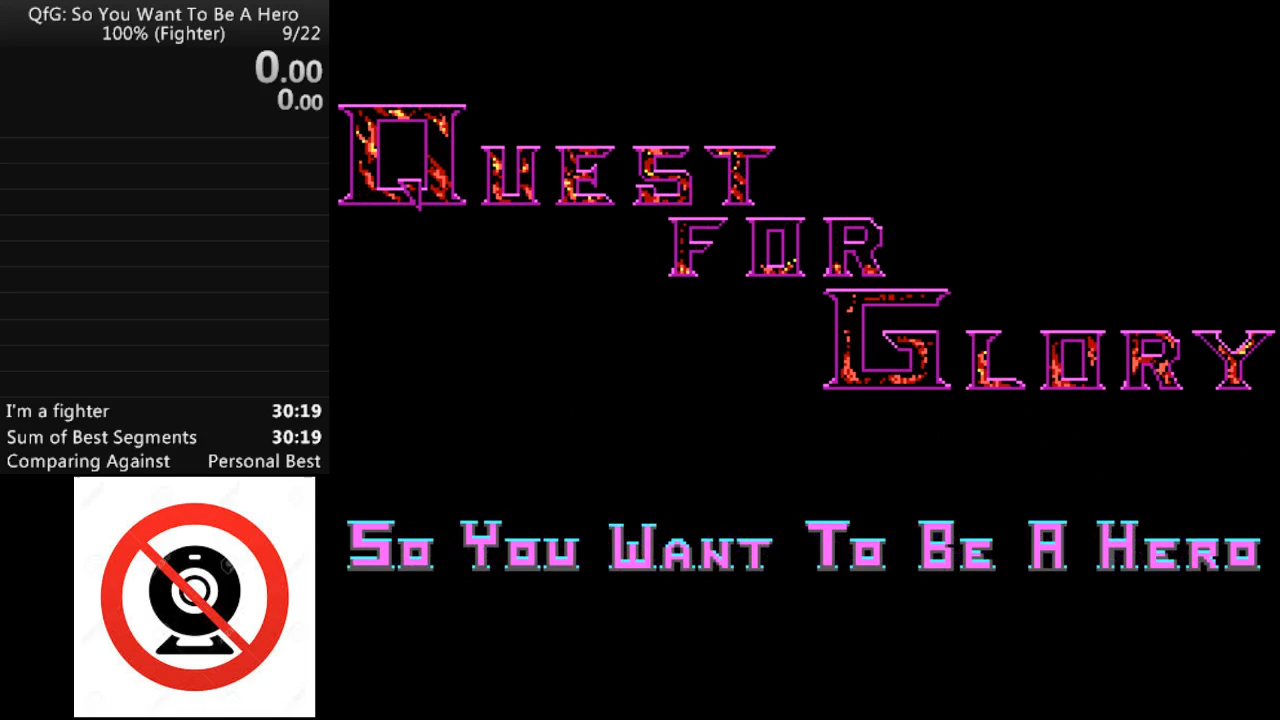 QfG: So You Want To Be A Hero
100% (Fighter) 9/22
0.00
0.00
I'm a fighter 30:19
Sum of Best Segments 30:19
Comparing Against Personal Best
QUEST
FOR
GLORY
SO YOU WANT TO BE A HERO